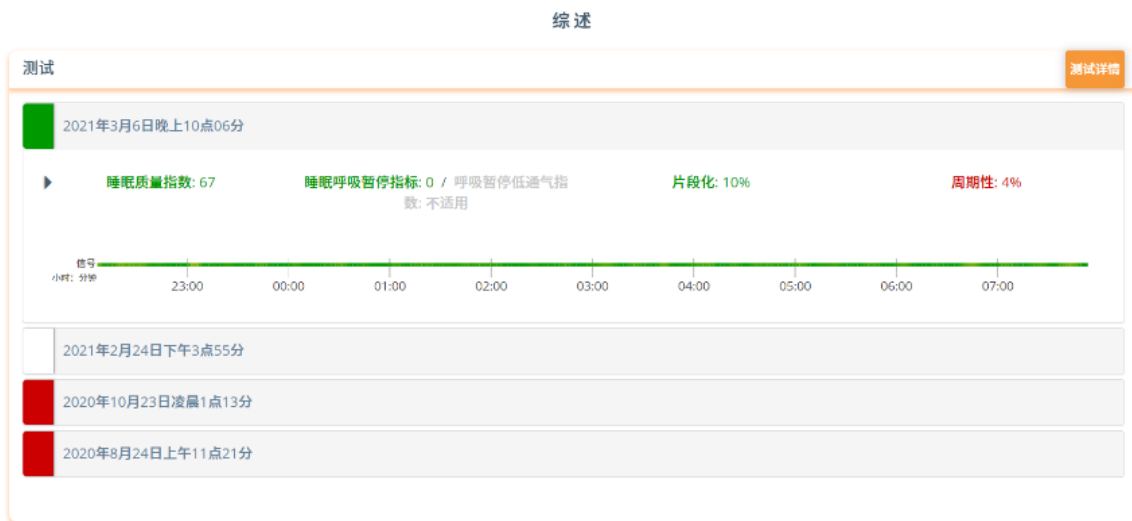 综述
测试
测试详情
2021年3月6日晚上10点06分
睡眠质量指数: 67
睡眠呼吸暂停指标: 0 / 呼吸暂停低通气指
数: 不适用
片段化: 10%
周期性: 4%
信号
小时: 分钟
23:00 00:00 01:00 02:00 03:00 04:00 05:00 06:00 07:00
2021年2月24日下午3点55分
2020年10月23日凌晨1点13分
2020年8月24日上午11点21分